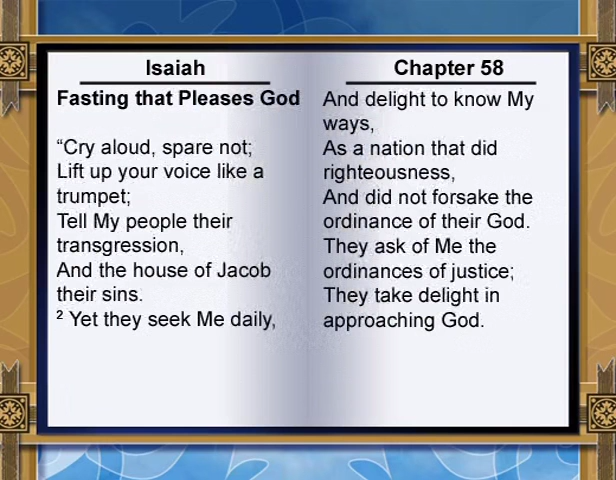 Isaiah
Fasting that Pleases God
“Cry aloud, spare not;
Lift up your voice like a
trumpet;
Tell My people their
transgression,
And the house of Jacob
their sins.
² Yet they seek Me daily,
Chapter 58
And delight to know My
ways,
As a nation that did
righteousness,
And did not forsake the
ordinance of their God.
They ask of Me the
ordinances of justice;
They take delight in
approaching God.